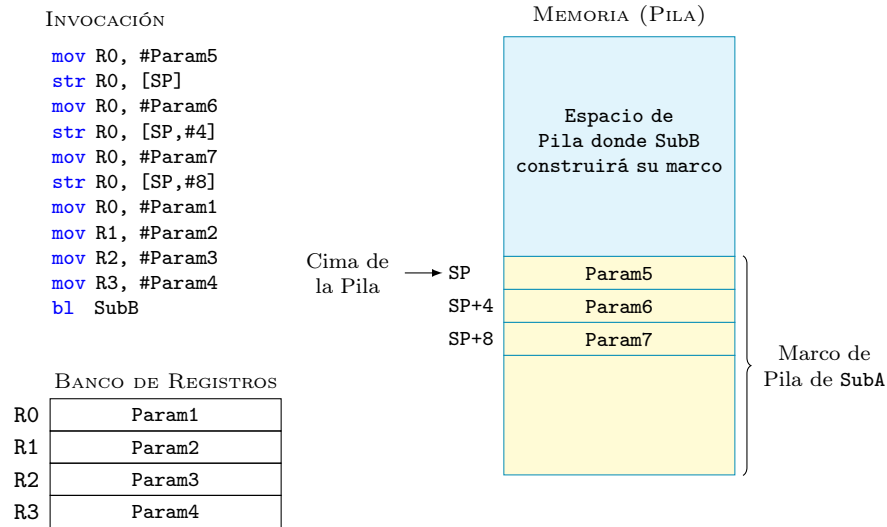 INVOCACIÓN
mov R0, #Param5
str R0, [SP]
mov R0, #Param6
str R0, [SP,#4]
mov R0, #Param7
str R0, [SP,#8]
mov R0, #Param1
mov R1, #Param2
mov R2, #Param3
mov R3, #Param4
bl SubB
BANCO DE REGISTROS
R0 Param1
R1 Param2
R2 Param3
R3 Param4
MEMORIA (PILA)
Espacio de
Pila donde SubB
construirá su marco
Cima de
la Pila
SP Param5
SP+4 Param6
SP+8 Param7
Marco de
Pila de SubA